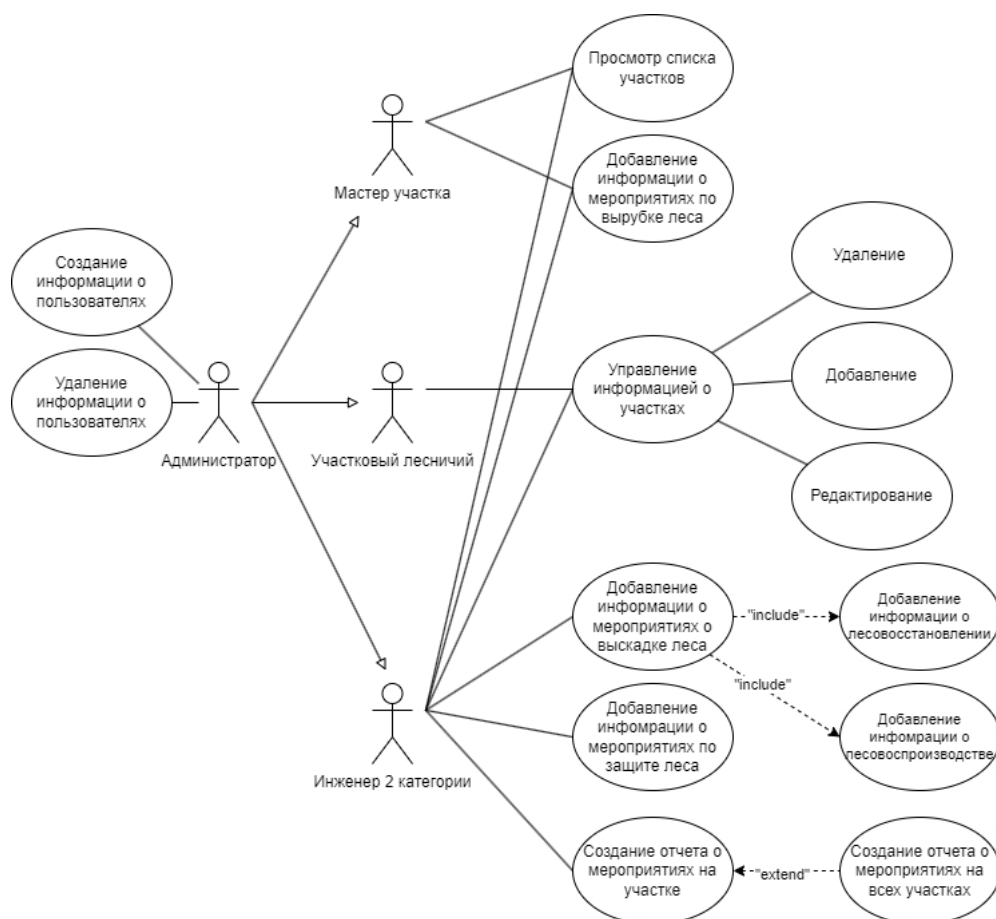 Просмотр списка
участков
Мастер участка
Добавление
информации о
мероприятиях по
вырубке леса
Создание
информации о
пользователях
Удаление
информации о
пользователях
Администратор
Участковый лесничий
Управление
информацией о
участках
Удаление
Добавление
Редактирование
Добавление
информации о
мероприятиях о
выскадке леса
"include"
Добавление
информации о
лесовосстановлении
"include"
Инженер 2 категории
Добавление
инфомрации о
мероприятиях по
защите леса
Добавление
инфомрации о
лесовоспроизводстве
Создание отчета о
мероприятиях на
участке
"extend"
Создание отчета о
мероприятиях на
всех участках